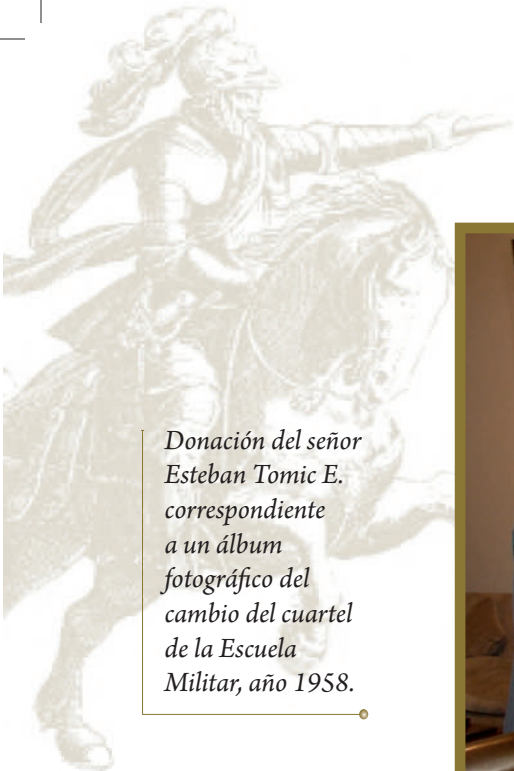 Donación del señor
Esteban Tomic E.
correspondiente
a un álbum
fotográfico del
cambio del cuartel
de la Escuela
Militar, año 1958.